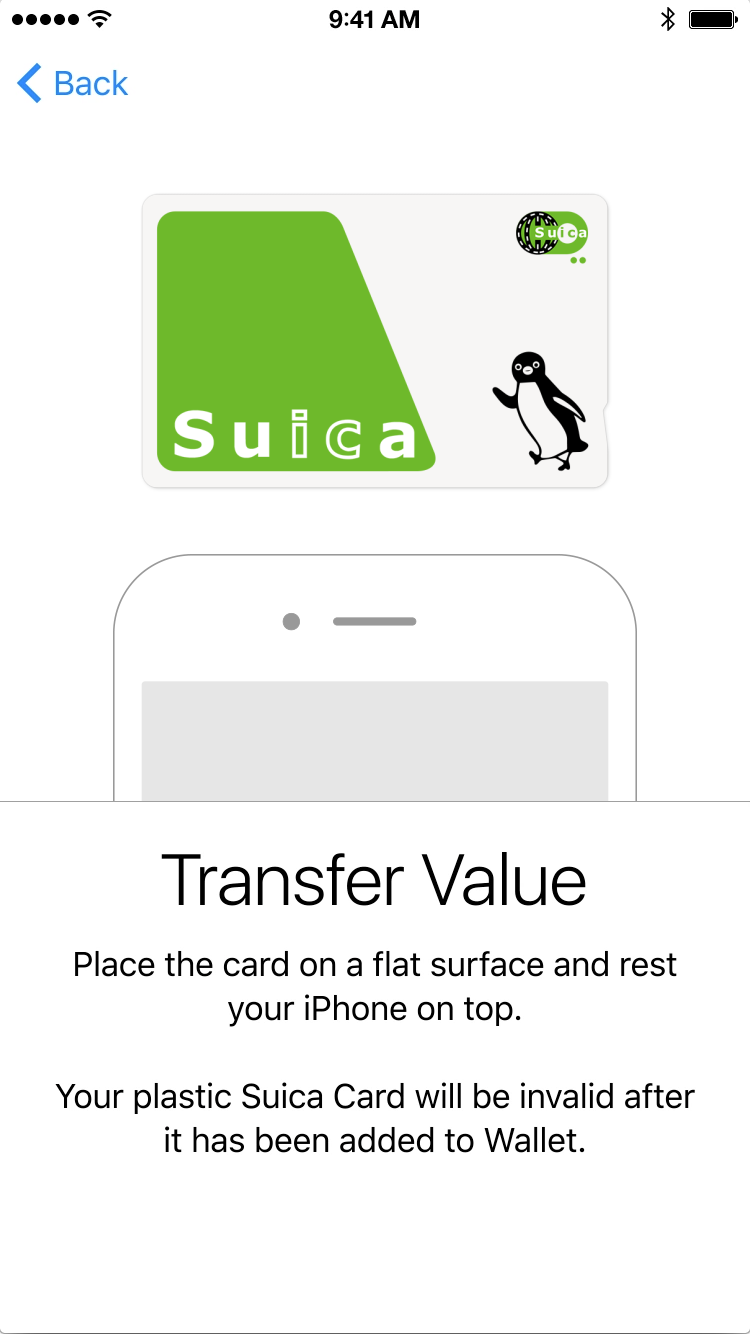 9:41 AM
Back
Suica
Suica
Transfer Value
Place the card on a flat surface and rest
your iPhone on top.
Your plastic Suica Card will be invalid after
it has been added to Wallet.